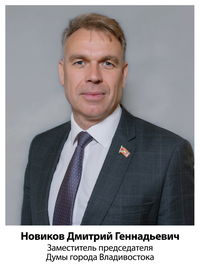 Новиков Дмитрий Геннадьевич
Заместитель председателя
Думы города Владивостока